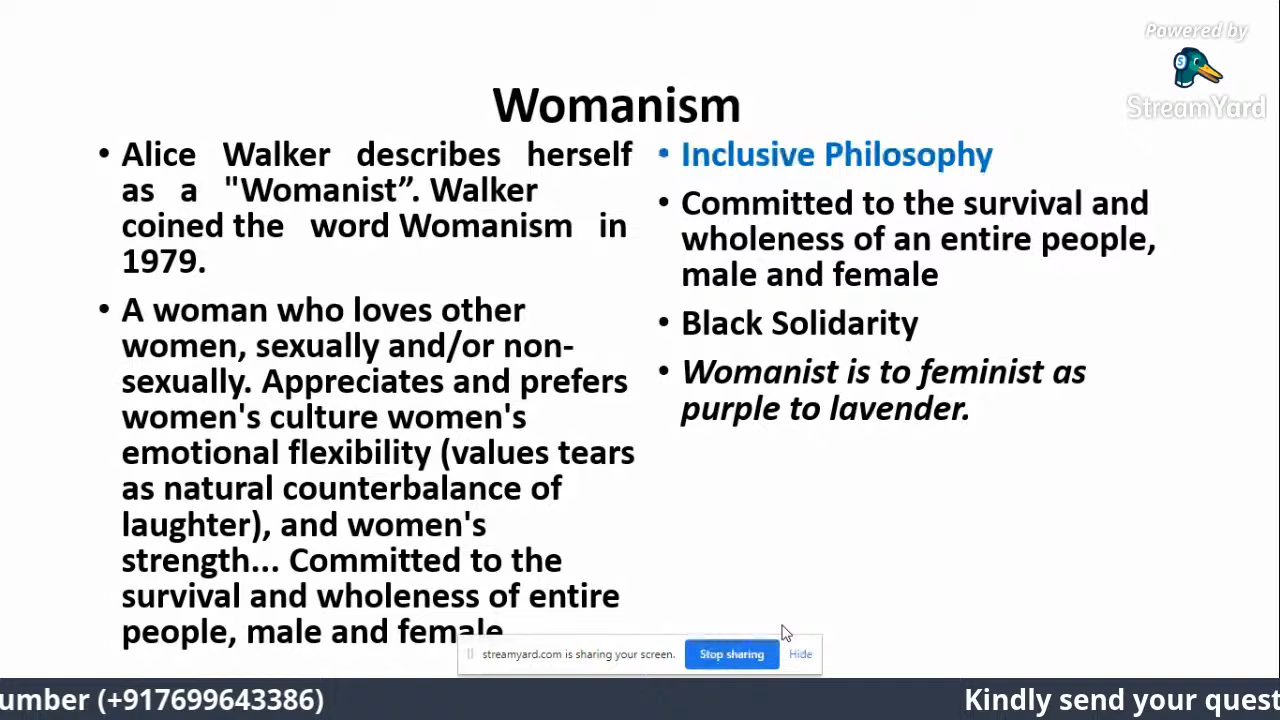 Powered by
StreamYard
Womanism
• Alice Walker describes herself
as a "Womanist”. Walker
coined the word Womanism in
1979.
• A woman who loves other
women, sexually and/or non-
sexually. Appreciates and prefers
women's culture women's
emotional flexibility (values tears
as natural counterbalance of
laughter), and women's
strength... Committed to the
survival and wholeness of entire
people, male and female
• Inclusive Philosophy
• Committed to the survival and
wholeness of an entire people,
male and female
• Black Solidarity
• Womanist is to feminist as
purple to lavender.
streamyard.com is sharing your screen. Stop sharing Hide
umber (+917699643386) Kindly send your quest